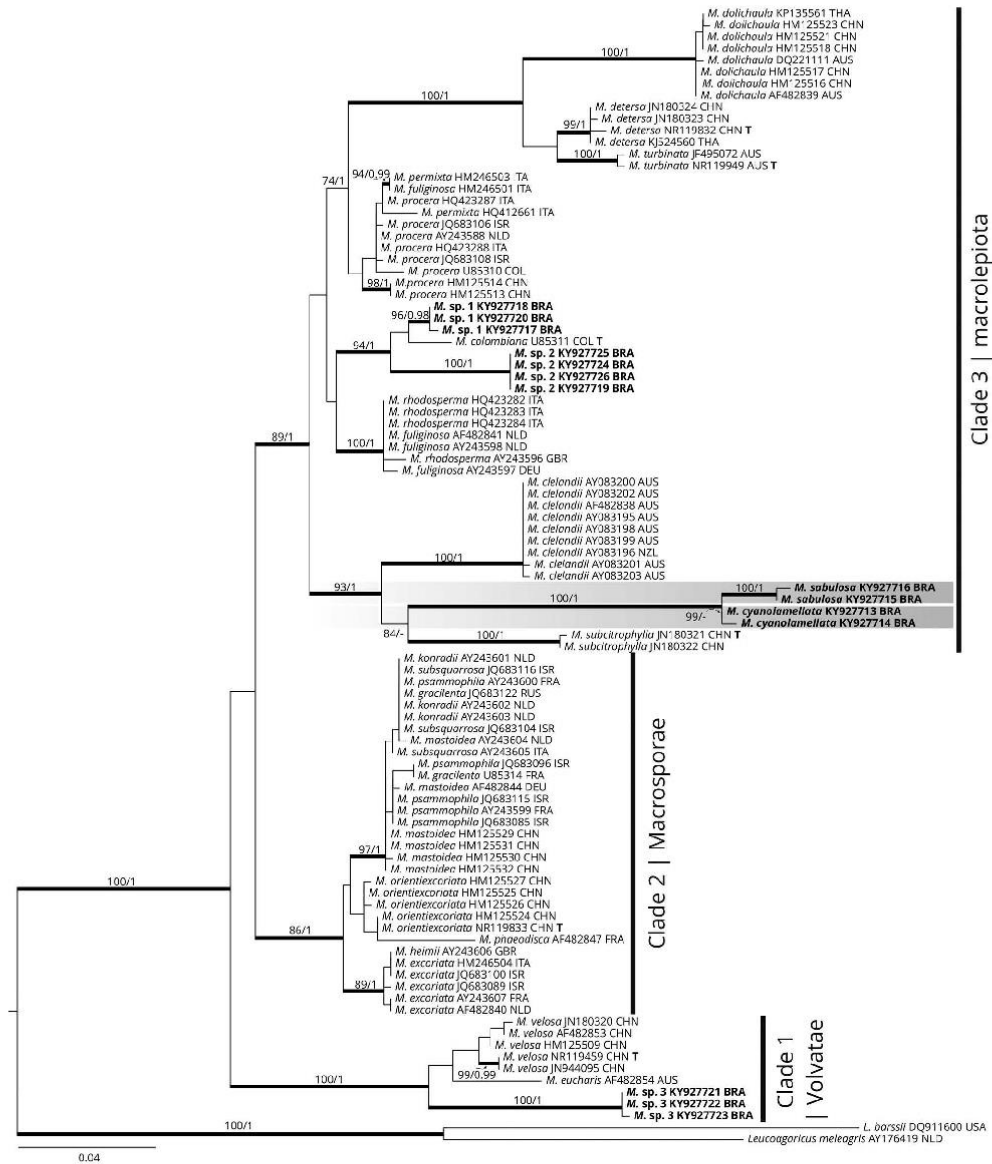 M. dolichaula KP135561 THA
M. dolichaula HM125523 CHN
M. dolichaula HM125521 CHN
M. dolichaula HM125518 CHN
100/1
M. dolichaula DQ221111 AUS
M. dolichaula HM125517 CHN
M. dolichaula HM125516 CHN
M. dolichaula AF482839 AUS
100/1
M. detersa JN180324 CHN
M. detersa JN180323 CHN
99/1
M. detersa NR119832 CHN T
M. detersa KJ524560 THA
100/1
M. turbinata JF495072 AUS
M. turbinata NR119949 AUS T
74/1
94/0.99
M. permixta HM246503 ITA
M. fuliginosa HM246501 ITA
M. procera HQ423287 ITA
M. permixta HQ412661 ITA
M. procera JQ683106 ISR
M. procera AY243588 NLD
M. procera HQ423288 ITA
M. procera JQ683108 ISR
M. procera U85310 COL
98/1
M. procera HM125514 CHN
M. procera HM125513 CHN
M. sp. 1 KY927718 BRA
96/0.98
M. sp. 1 KY927720 BRA
M. sp. 1 KY927717 BRA
94/1
M. colombiana U85311 COL T
M. sp. 2 KY927725 BRA
100/1
M. sp. 2 KY927724 BRA
M. sp. 2 KY927726 BRA
M. sp. 2 KY927719 BRA
M. rhodosperma HQ423282 ITA
M. rhodosperma HQ423283 ITA
M. rhodosperma HQ423284 ITA
M. fuliginosa AF482841 NLD
89/1
100/1
M. fuliginosa AY243598 NLD
M. rhodosperma AY243596 GBR
M. fuliginosa AY243597 DEU
M. clelandii AY083200 AUS
M. clelandii AY083202 AUS
M. clelandii AF482838 AUS
M. clelandii AY083195 AUS
M. clelandii AY083198 AUS
M. clelandii AY083199 AUS
M. clelandii AY083196 NZL
100/1
M. clelandii AY083201 AUS
M. clelandii AY083203 AUS
93/1
100/1
M. sabulosa KY927716 BRA
M. sabulosa KY927715 BRA
100/1
99/-
M. cyanolamellata KY927713 BRA
M. cyanolamellata KY927714 BRA
84/-
100/1
M. subcitrophylla JN180321 CHN T
M. subcitrophylla JN180322 CHN
Clade 3 | macrolepiota
M. konradii AY243601 NLD
M. subsquarrosa JQ683116 ISR
M. psammophila AY243600 FRA
M. gracilenta JQ683122 RUS
M. konradii AY243602 NLD
M. konradii AY243603 NLD
M. subsquarrosa JQ683104 ISR
M. mastoidea AY243604 NLD
M. subsquarrosa AY243605 ITA
M. psammophila JQ683096 ISR
M. gracilenta U85314 FRA
M. mastoidea AF482844 DEU
M. psammophila JQ683115 ISR
M. psammophila AY243599 FRA
M. psammophila JQ683085 ISR
M. mastoidea HM125529 CHN
M. mastoidea HM125531 CHN
97/1
M. mastoidea HM125530 CHN
M. mastoidea HM125532 CHN
M. orientiexcoriata HM125527 CHN
M. orientiexcoriata HM125525 CHN
M. orientiexcoriata HM125526 CHN
M. orientiexcoriata HM125524 CHN
M. orientiexcoriata NR119833 CHN T
86/1
M. phaeodisca AF482847 FRA
M. heimii AY243606 GBR
M. excoriata HM246504 ITA
M. excoriata JQ683100 ISR
89/1
M. excoriata JQ683089 ISR
M. excoriata AY243607 FRA
M. excoriata AF482840 NLD
Clade 2 | Macrosporae
100/1
M. velosa JN180320 CHN
M. velosa AF482853 CHN
M. velosa HM125509 CHN
M. velosa NR119459 CHN T
M. velosa JN944095 CHN
99/0.99
100/1
M. eucharis AF482854 AUS
M. sp. 3 KY927721 BRA
100/1
M. sp. 3 KY927722 BRA
M. sp. 3 KY927723 BRA
Clade 1
| Volvatae
100/1
L. barssii DQ911600 USA
Leucoagaricus meleagris AY176419 NLD
0.04